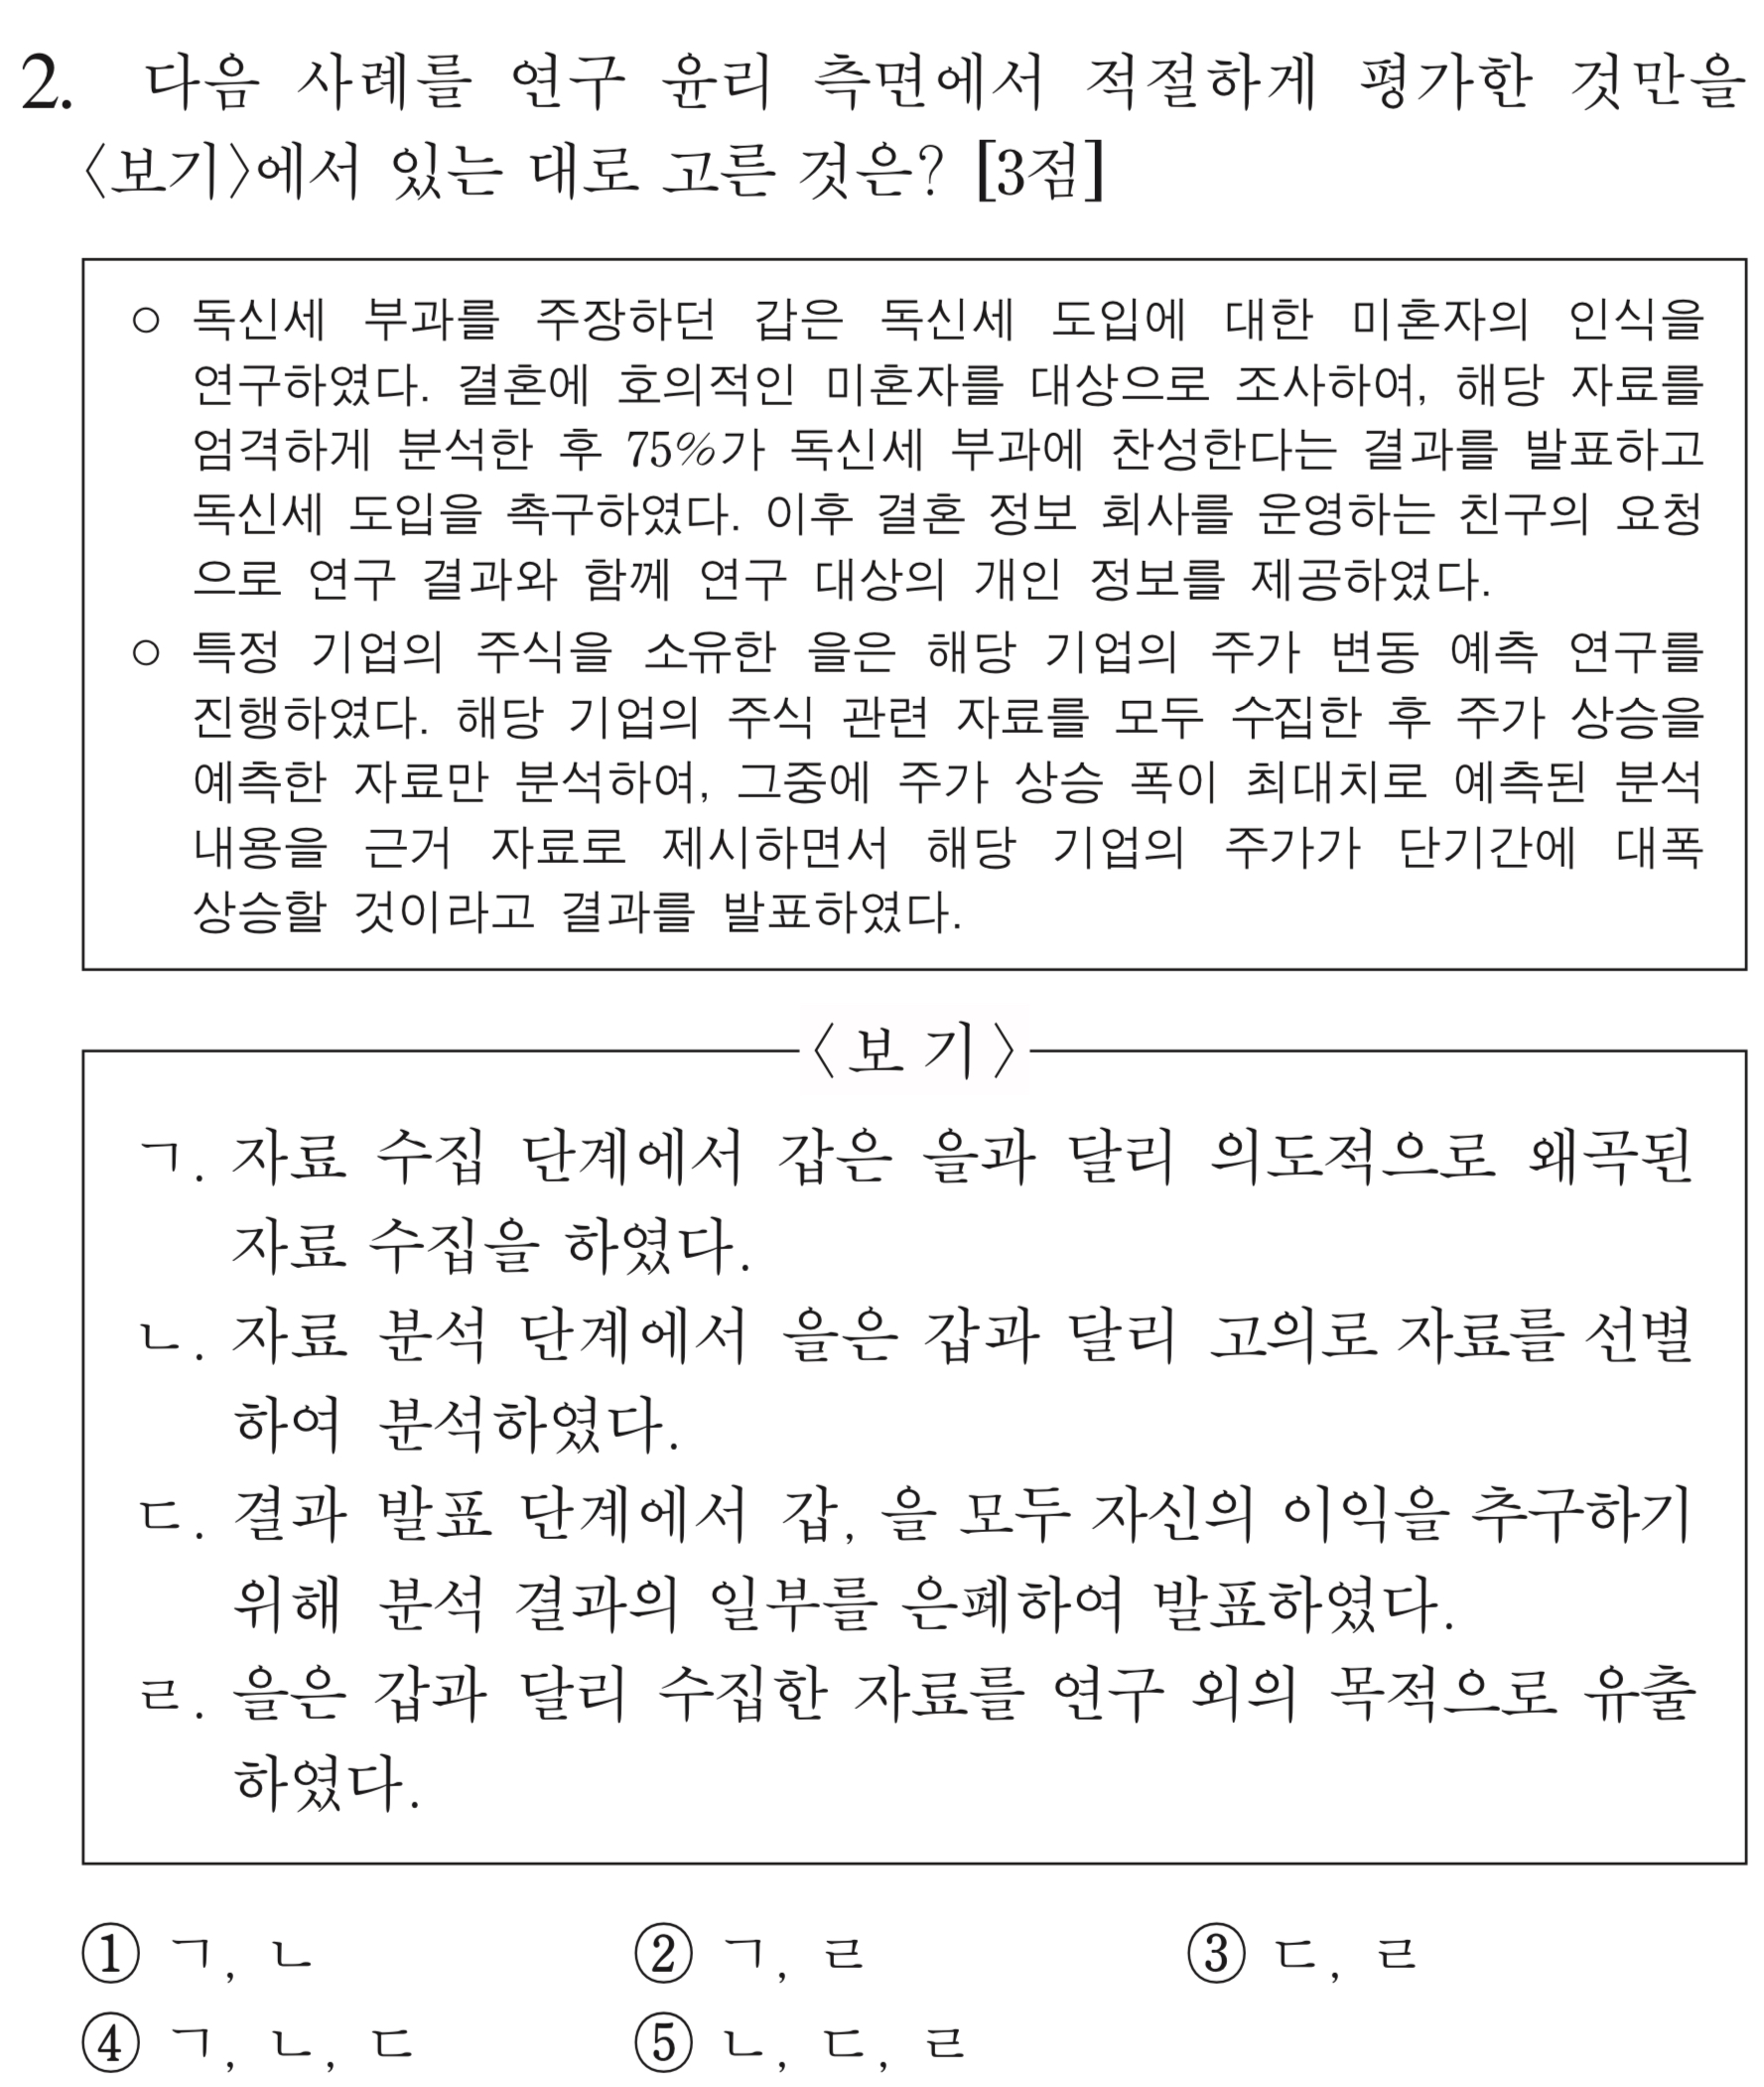 2. 다음 사례를 연구 윤리 측면에서 적절하게 평가한 것만을
<보기>에서 있는 대로 고른 것은? [3점]
○ 독신세 부과를 주장하던 갑은 독신세 도입에 대한 미혼자의 인식을
연구하였다. 결혼에 호의적인 미혼자를 대상으로 조사하여, 해당 자료를
엄격하게 분석한 후 75%가 독신세 부과에 찬성한다는 결과를 발표하고
독신세 도입을 촉구하였다. 이후 결혼 정보 회사를 운영하는 친구의 요청
으로 연구 결과와 함께 연구 대상의 개인 정보를 제공하였다.
○ 특정 기업의 주식을 소유한 을은 해당 기업의 주가 변동 예측 연구를
진행하였다. 해당 기업의 주식 관련 자료를 모두 수집한 후 주가 상승을
예측한 자료만 분석하여, 그중에 주가 상승 폭이 최대치로 예측된 분석
내용을 근거 자료로 제시하면서 해당 기업의 주가가 단기간에 대폭
상승할 것이라고 결과를 발표하였다.
<보 기>
ㄱ. 자료 수집 단계에서 갑은 을과 달리 의도적으로 왜곡된
자료 수집을 하였다.
ㄴ. 자료 분석 단계에서 을은 갑과 달리 고의로 자료를 선별
하여 분석하였다.
ㄷ. 결과 발표 단계에서 갑, 을 모두 자신의 이익을 추구하기
위해 분석 결과의 일부를 은폐하여 발표하였다.
ㄹ. 을은 갑과 달리 수집한 자료를 연구 외의 목적으로 유출
하였다.
① ㄱ, ㄴ ② ㄱ, ㄹ ③ ㄷ, ㄹ
④ ㄱ, ㄴ, ㄷ ⑤ ㄴ, ㄷ, ㄹ